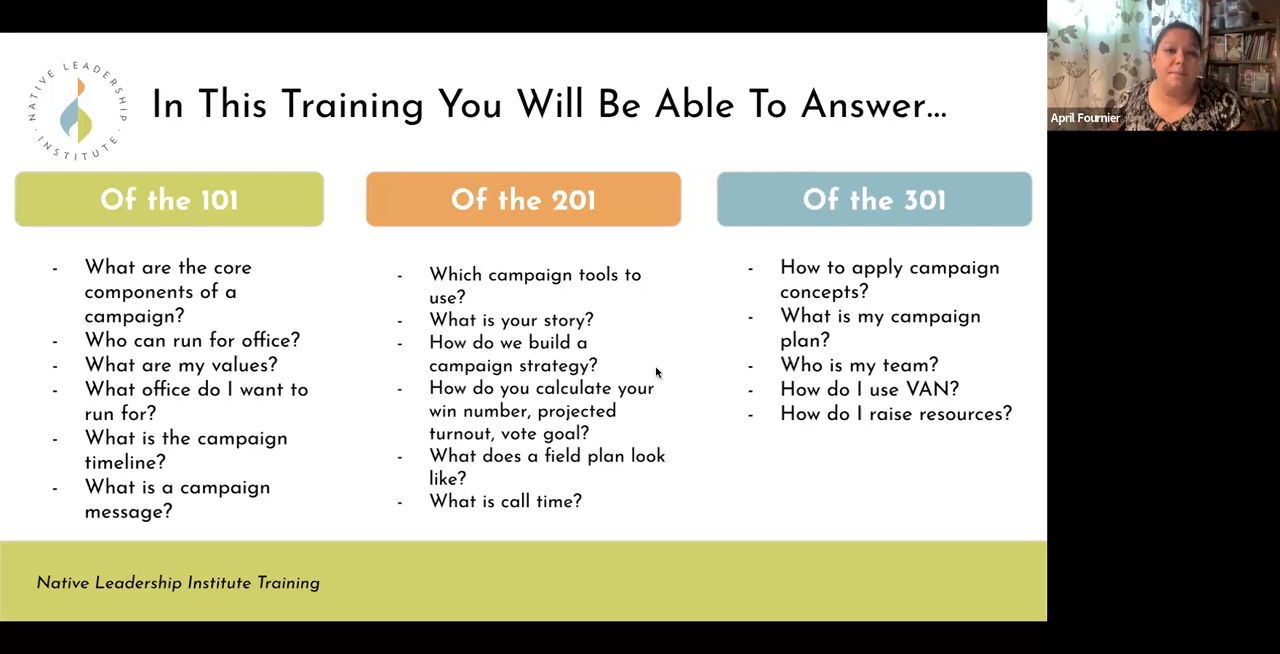 NATIVE LEADERSHIP
· INSTITUTE ·
In This Training You Will Be Able To Answer...
Of the 101
- What are the core
components of a
campaign?
- Who can run for office?
- What are my values?
- What office do I want to
run for?
- What is the campaign
timeline?
- What is a campaign
message?
Of the 201
- Which campaign tools to
use?
- What is your story?
- How do we build a
campaign strategy?
- How do you calculate your
win number, projected
turnout, vote goal?
- What does a field plan look
like?
- What is call time?
Of the 301
- How to apply campaign
concepts?
- What is my campaign
plan?
- Who is my team?
- How do I use VAN?
- How do I raise resources?
Native Leadership Institute Training
April Fournier